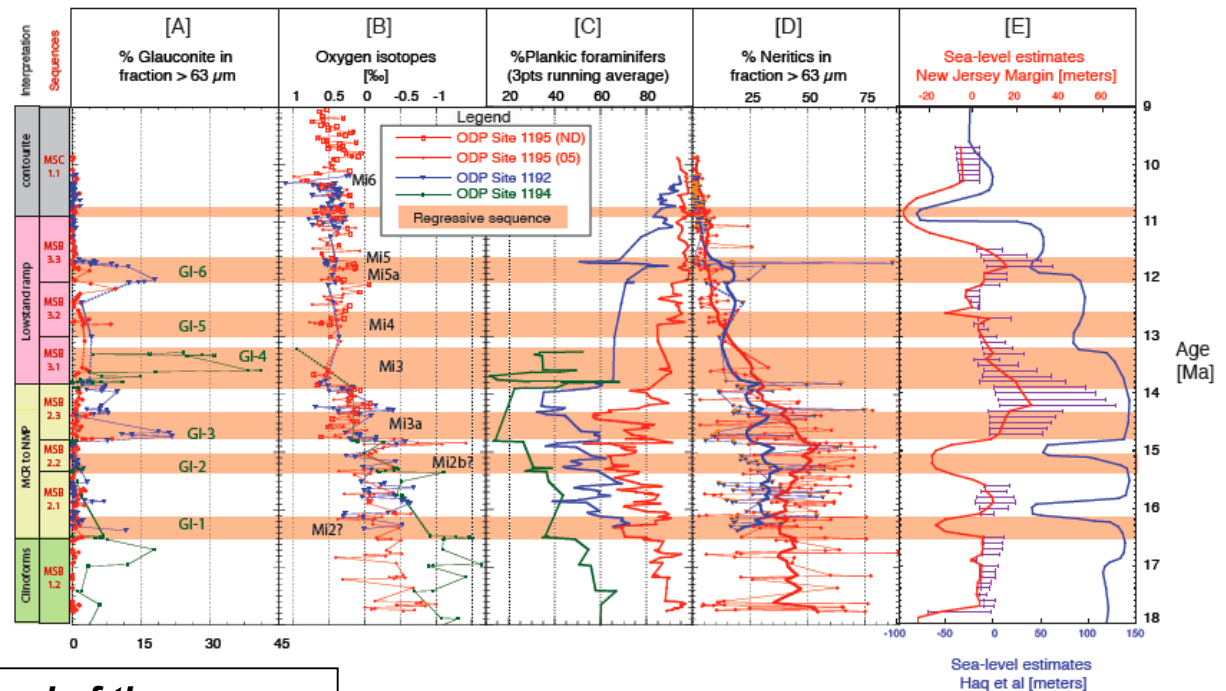 Interpretation
Sequences
[A]
% Glauconite in
fraction > 63 µm
[B]
Oxygen isotopes
[‰]
1 0.5 0 -0.5 -1
[C]
%Plankic foraminifers
(3pts running average)
20 40 60 80
[D]
% Neritics in
fraction > 63 µm
25 50 75
[E]
Sea-level estimates
New Jersey Margin [meters]
-20 0 20 40 60
Legend
ODP Site 1195 (ND)
ODP Site 1195 (05)
ODP Site 1192
ODP Site 1194
Regressive sequence
contourite
Lowstand ramp
MCR to NMP
Clinoforms
MSC
1.1
MSB
3.3
MSB
3.2
MSB
3.1
MSB
2.3
MSB
2.2
MSB
2.1
MSB
1.2
GI-6
GI-5
GI-4
GI-3
GI-2
GI-1
Mi6
Mi5
Mi5a
Mi4
Mi3
Mi3a
Mi2b?
Mi2?
9
10
11
12
13
14
15
16
17
18
Age
[Ma]
0 15 30 45
-100 -50 0 50 100 150
Sea-level estimates
Haq et al [meters]